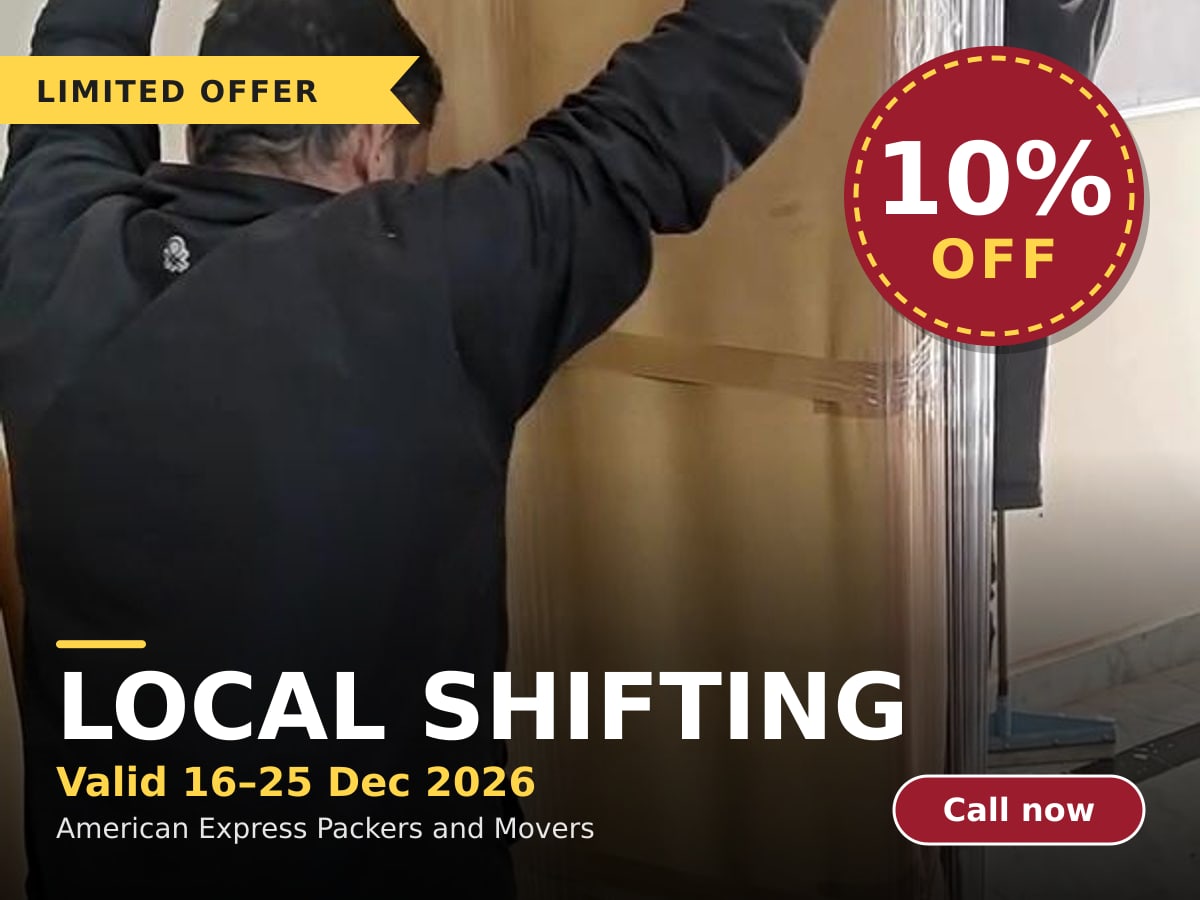 LIMITED OFFER
10%
OFF
LOCAL SHIFTING
Valid 16–25 Dec 2026
American Express Packers and Movers
Call now